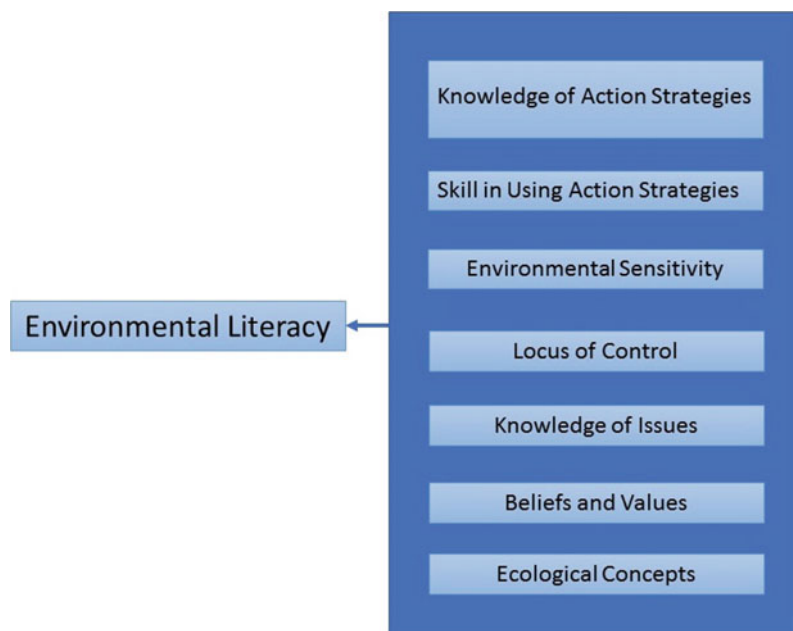 Knowledge of Action Strategies
Skill in Using Action Strategies
Environmental Sensitivity
Environmental Literacy
Locus of Control
Knowledge of Issues
Beliefs and Values
Ecological Concepts